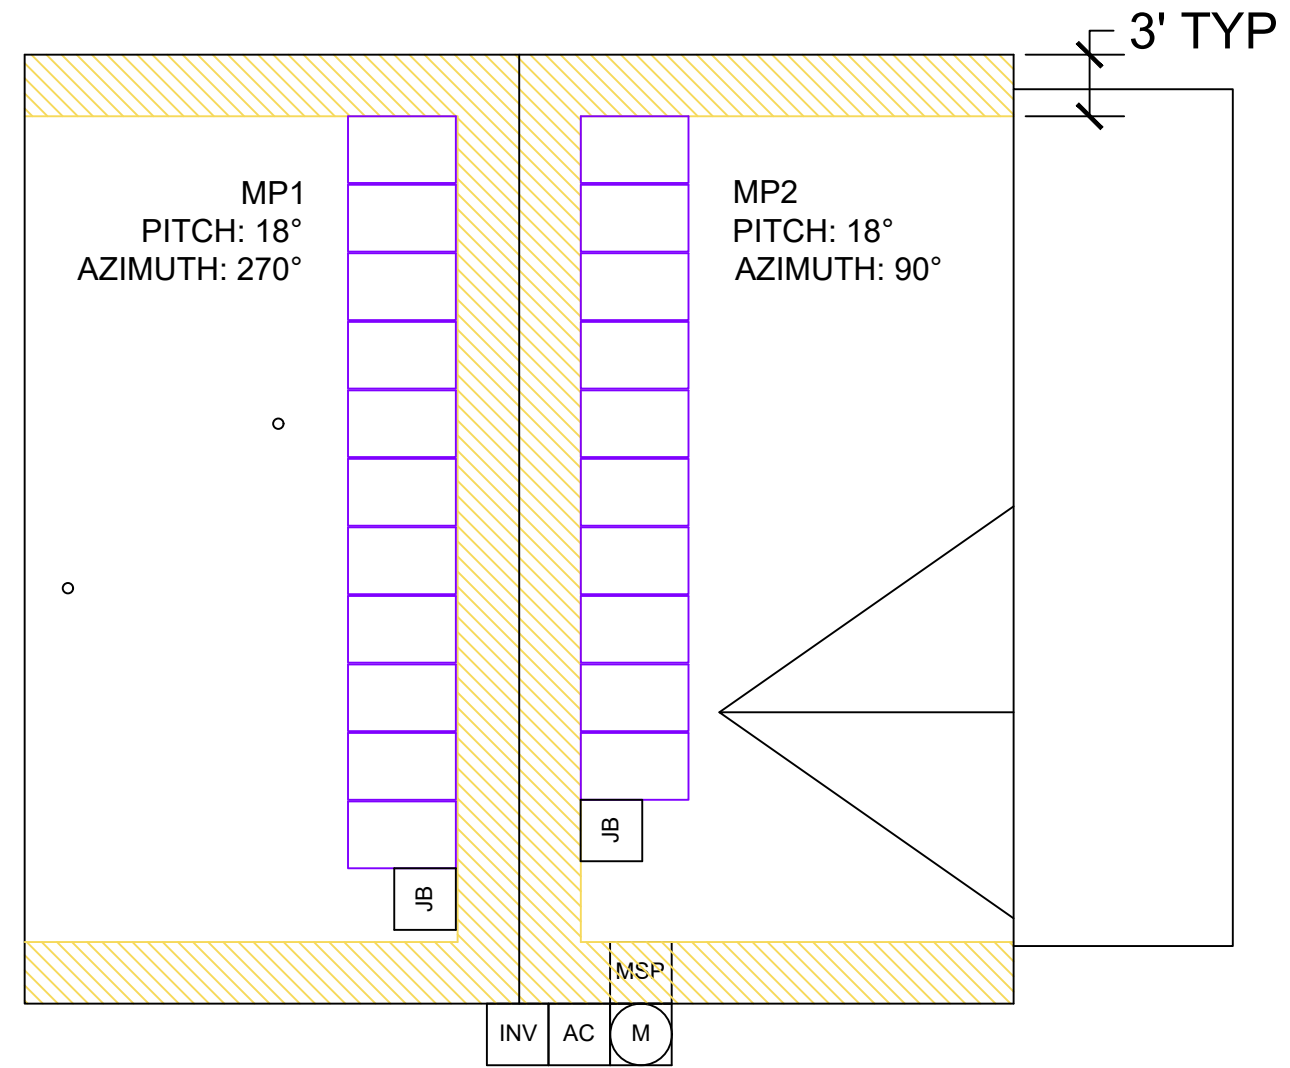 3' TYP
MP1
PITCH: 18°
AZIMUTH: 270°
MP2
PITCH: 18°
AZIMUTH: 90°
JB
JB
MSP
INV
AC
M